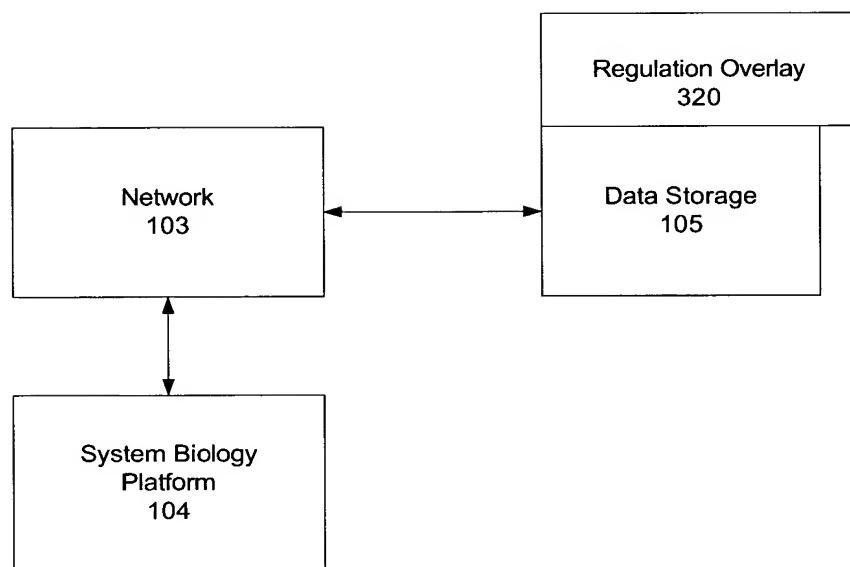 Regulation Overlay
320
Network
103
Data Storage
105
System Biology
Platform
104